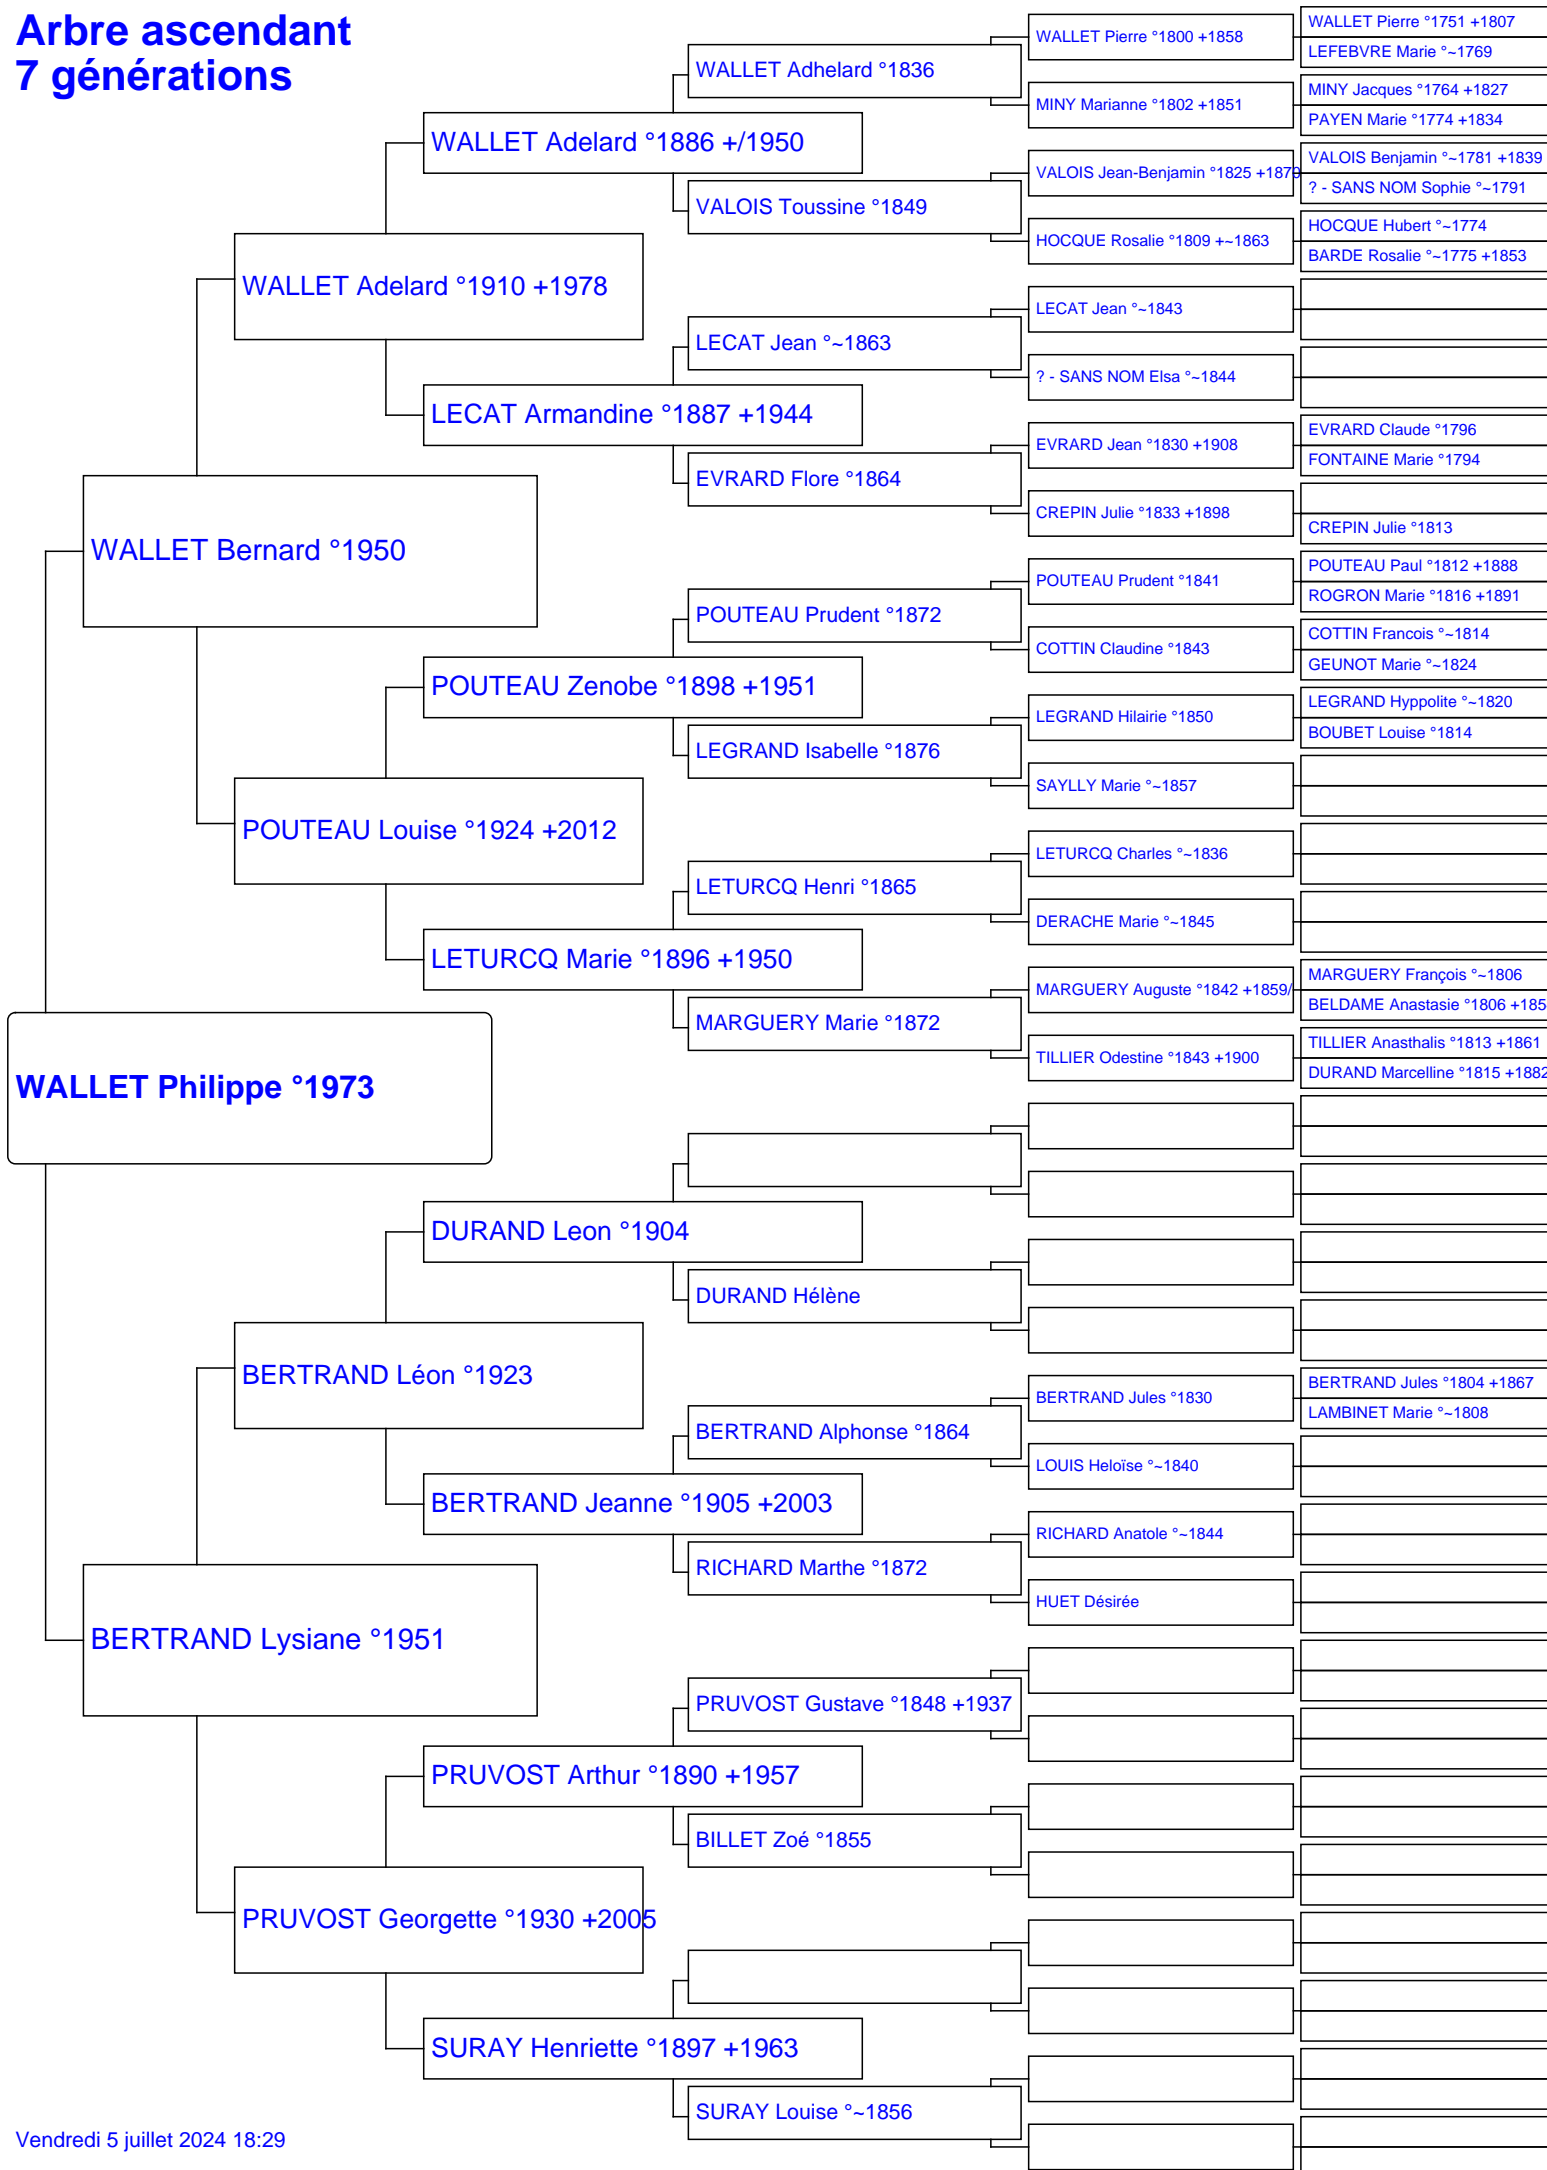 Arbre ascendant
7 générations
WALLET Philippe °1973
WALLET Bernard °1950
BERTRAND Lysiane °1951
WALLET Adelard °1910 +1978
POUTEAU Louise °1924 +2012
BERTRAND Léon °1923
PRUVOST Georgette °1930 +2005
WALLET Adelard °1886 +/1950
LECAT Armandine °1887 +1944
POUTEAU Zenobe °1898 +1951
LETURCQ Marie °1896 +1950
DURAND Leon °1904
BERTRAND Jeanne °1905 +2003
PRUVOST Arthur °1890 +1957
SURAY Henriette °1897 +1963
WALLET Adhelard °1836
VALOIS Toussine °1849
LECAT Jean °~1863
EVRARD Flore °1864
POUTEAU Prudent °1872
LEGRAND Isabelle °1876
LETURCQ Henri °1865
MARGUERY Marie °1872
DURAND Hélène
BERTRAND Alphonse °1864
RICHARD Marthe °1872
PRUVOST Gustave °1848 +1937
BILLET Zoé °1855
SURAY Louise °~1856
WALLET Pierre °1800 +1858
MINY Marianne °1802 +1851
VALOIS Jean-Benjamin °1825 +1870
HOCQUE Rosalie °1809 +~1863
LECAT Jean °~1843
? - SANS NOM Elsa °~1844
EVRARD Jean °1830 +1908
CREPIN Julie °1833 +1898
POUTEAU Prudent °1841
COTTIN Claudine °1843
LEGRAND Hilairie °1850
SAYLLY Marie °~1857
LETURCQ Charles °~1836
DERACHE Marie °~1845
MARGUERY Auguste °1842 +1859/
TILLIER Odestine °1843 +1900
BERTRAND Jules °1830
LOUIS Heloïse °~1840
RICHARD Anatole °~1844
HUET Désirée
WALLET Pierre °1751 +1807
LEFEBVRE Marie °~1769
MINY Jacques °1764 +1827
PAYEN Marie °1774 +1834
VALOIS Benjamin °~1781 +1839
? - SANS NOM Sophie °~1791
HOCQUE Hubert °~1774
BARDE Rosalie °~1775 +1853
EVRARD Claude °1796
FONTAINE Marie °1794
CREPIN Julie °1813
POUTEAU Paul °1812 +1888
ROGRON Marie °1816 +1891
COTTIN Francois °~1814
GEUNOT Marie °~1824
LEGRAND Hyppolite °~1820
BOUBET Louise °1814
MARGUERY François °~1806
BELDAME Anastasie °1806 +185
TILLIER Anasthalis °1813 +1861
DURAND Marcelline °1815 +1882
BERTRAND Jules °1804 +1867
LAMBINET Marie °~1808
Vendredi 5 juillet 2024 18:29